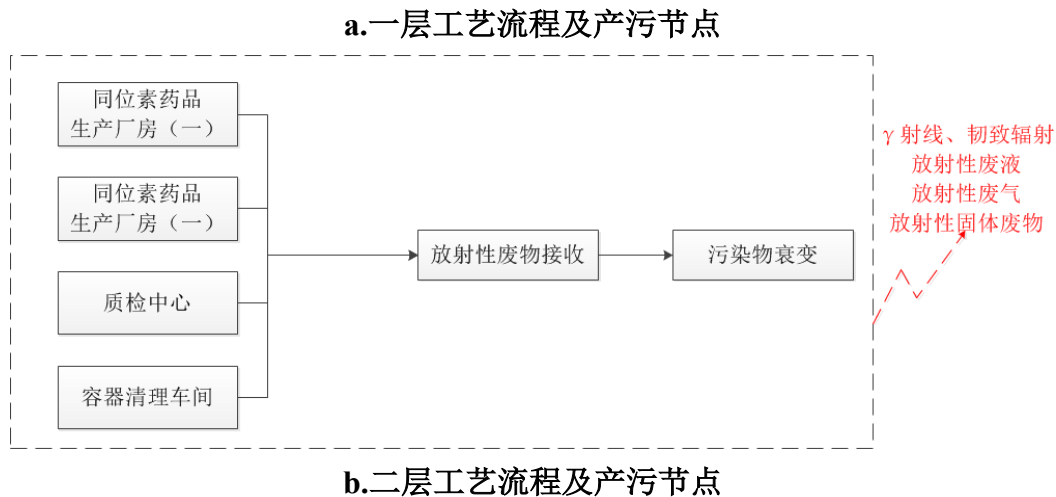 a.一层工艺流程及产污节点
同位素药品
生产厂房（一）
同位素药品
生产厂房（一）
质检中心
容器清理车间
放射性废物接收
污染物衰变
γ射线、韧致辐射
放射性废液
放射性废气
放射性固体废物
b.二层工艺流程及产污节点